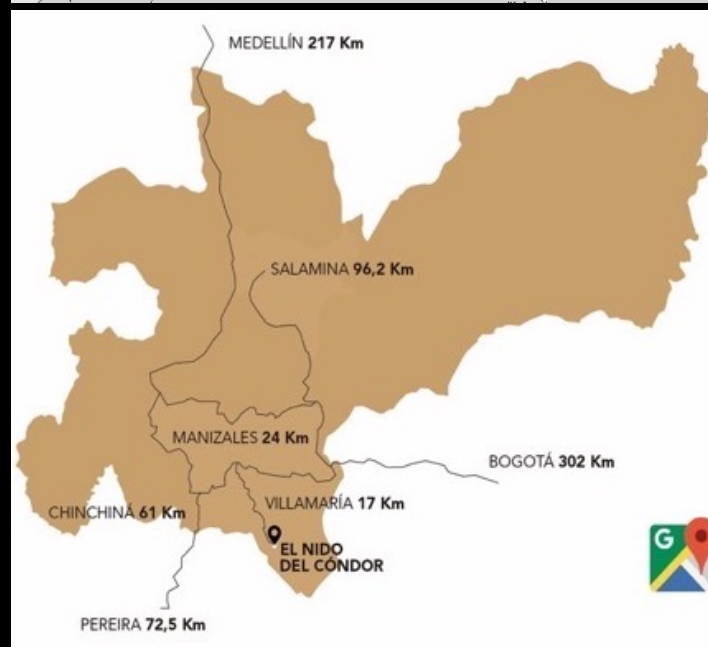 MEDELLÍN 217 Km
SALAMINA 96,2 Km
MANIZALES 24 Km
BOGOTÁ 302 Km
CHINCHINÁ 61 Km
VILLAMARÍA 17 Km
EL NIDO
DEL CÓNDOR
PEREIRA 72,5 Km
G